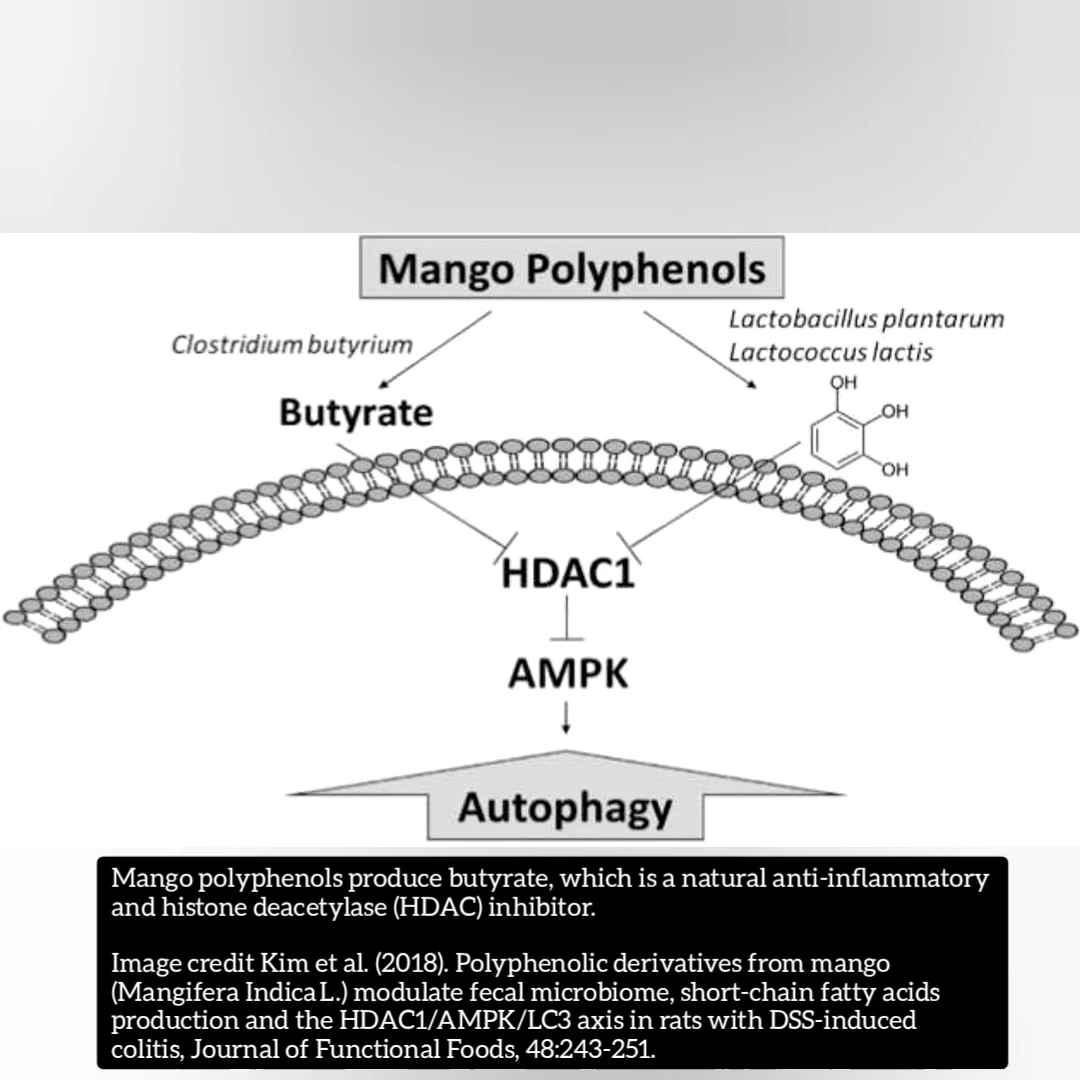 Mango Polyphenols
Clostridium butyrium
Lactobacillus plantarum
Lactococcus lactis
Butyrate
OH
OH
OH
HDAC1
AMPK
Autophagy
Mango polyphenols produce butyrate, which is a natural anti-inflammatory
and histone deacetylase (HDAC) inhibitor.
Image credit Kim et al. (2018). Polyphenolic derivatives from mango
(Mangifera Indica L.) modulate fecal microbiome, short-chain fatty acids
production and the HDAC1/AMPK/LC3 axis in rats with DSS-induced
colitis, Journal of Functional Foods, 48:243-251.